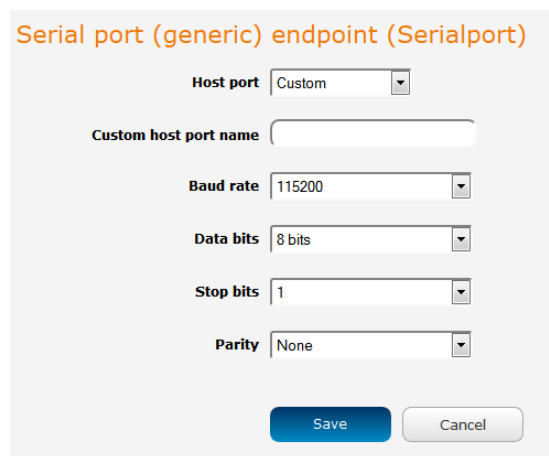 Serial port (generic) endpoint (Serialport)
Host port Custom
Custom host port name
Baud rate 115200
Data bits 8 bits
Stop bits 1
Parity None
Save Cancel